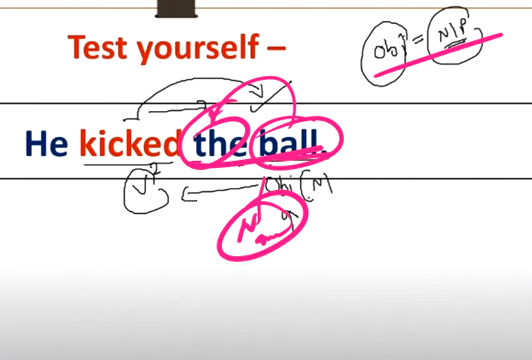 Test yourself –
Obj = N/P
He kicked the ball.
V? Obj (N)